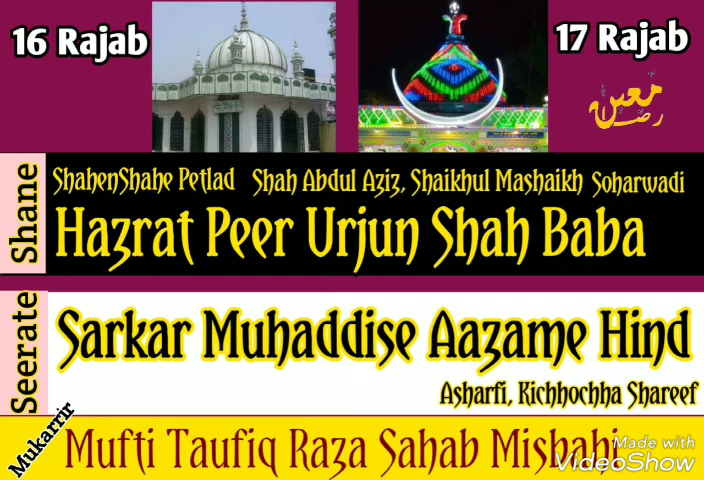 16 Rajab
17 Rajab
معین رضا
Shane
ShahenShahe Petlad Shah Abdul Aziz, Shaikhul Mashaikh Soharwadi
Hazrat Peer Urjun Shah Baba
Seerate
Sarkar Muhaddise Aazame Hind
Asharfi, Kichhochha Shareef
Mukarrir
Mufti Taufiq Raza Sahab Misbahi
Made with
VideoShow